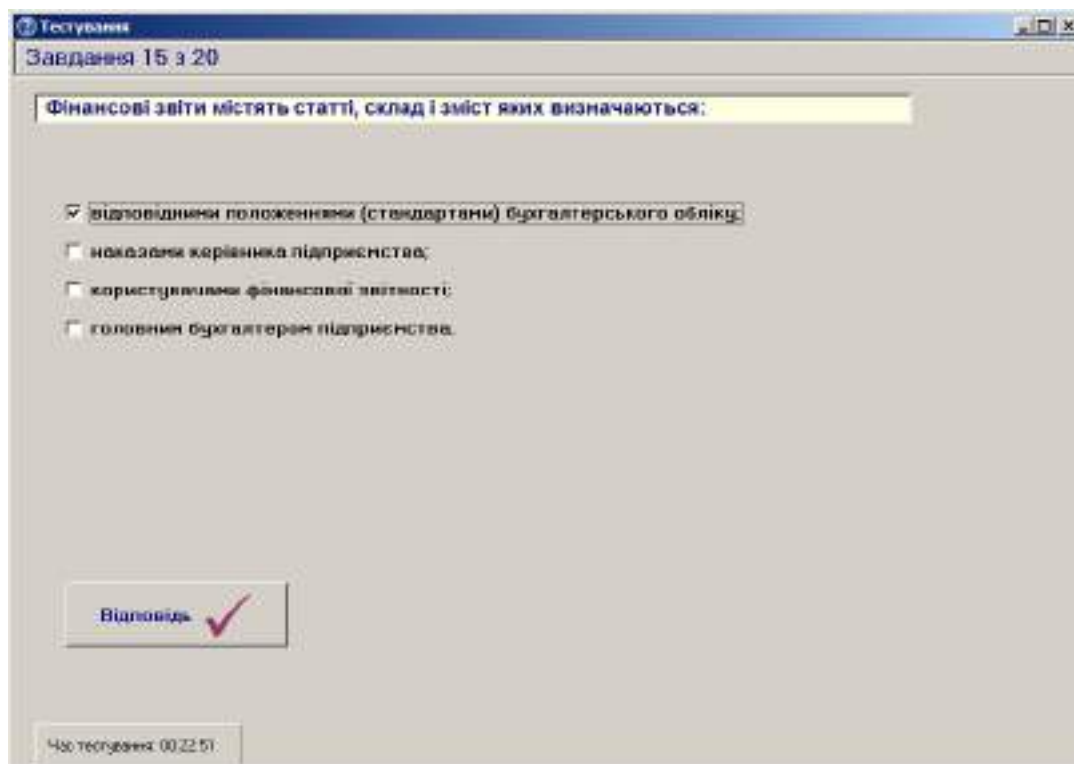 Тестування
Завдання 15 з 20
Фінансові звіти містять статті, склад і зміст яких визначаються:
відповідними положеннями (стандартами) бухгалтерського обліку;
наказами керівника підприємства;
користувачами фінансової звітності;
головним бухгалтером підприємства.
Відповідь
Час тестування: 00:22:51